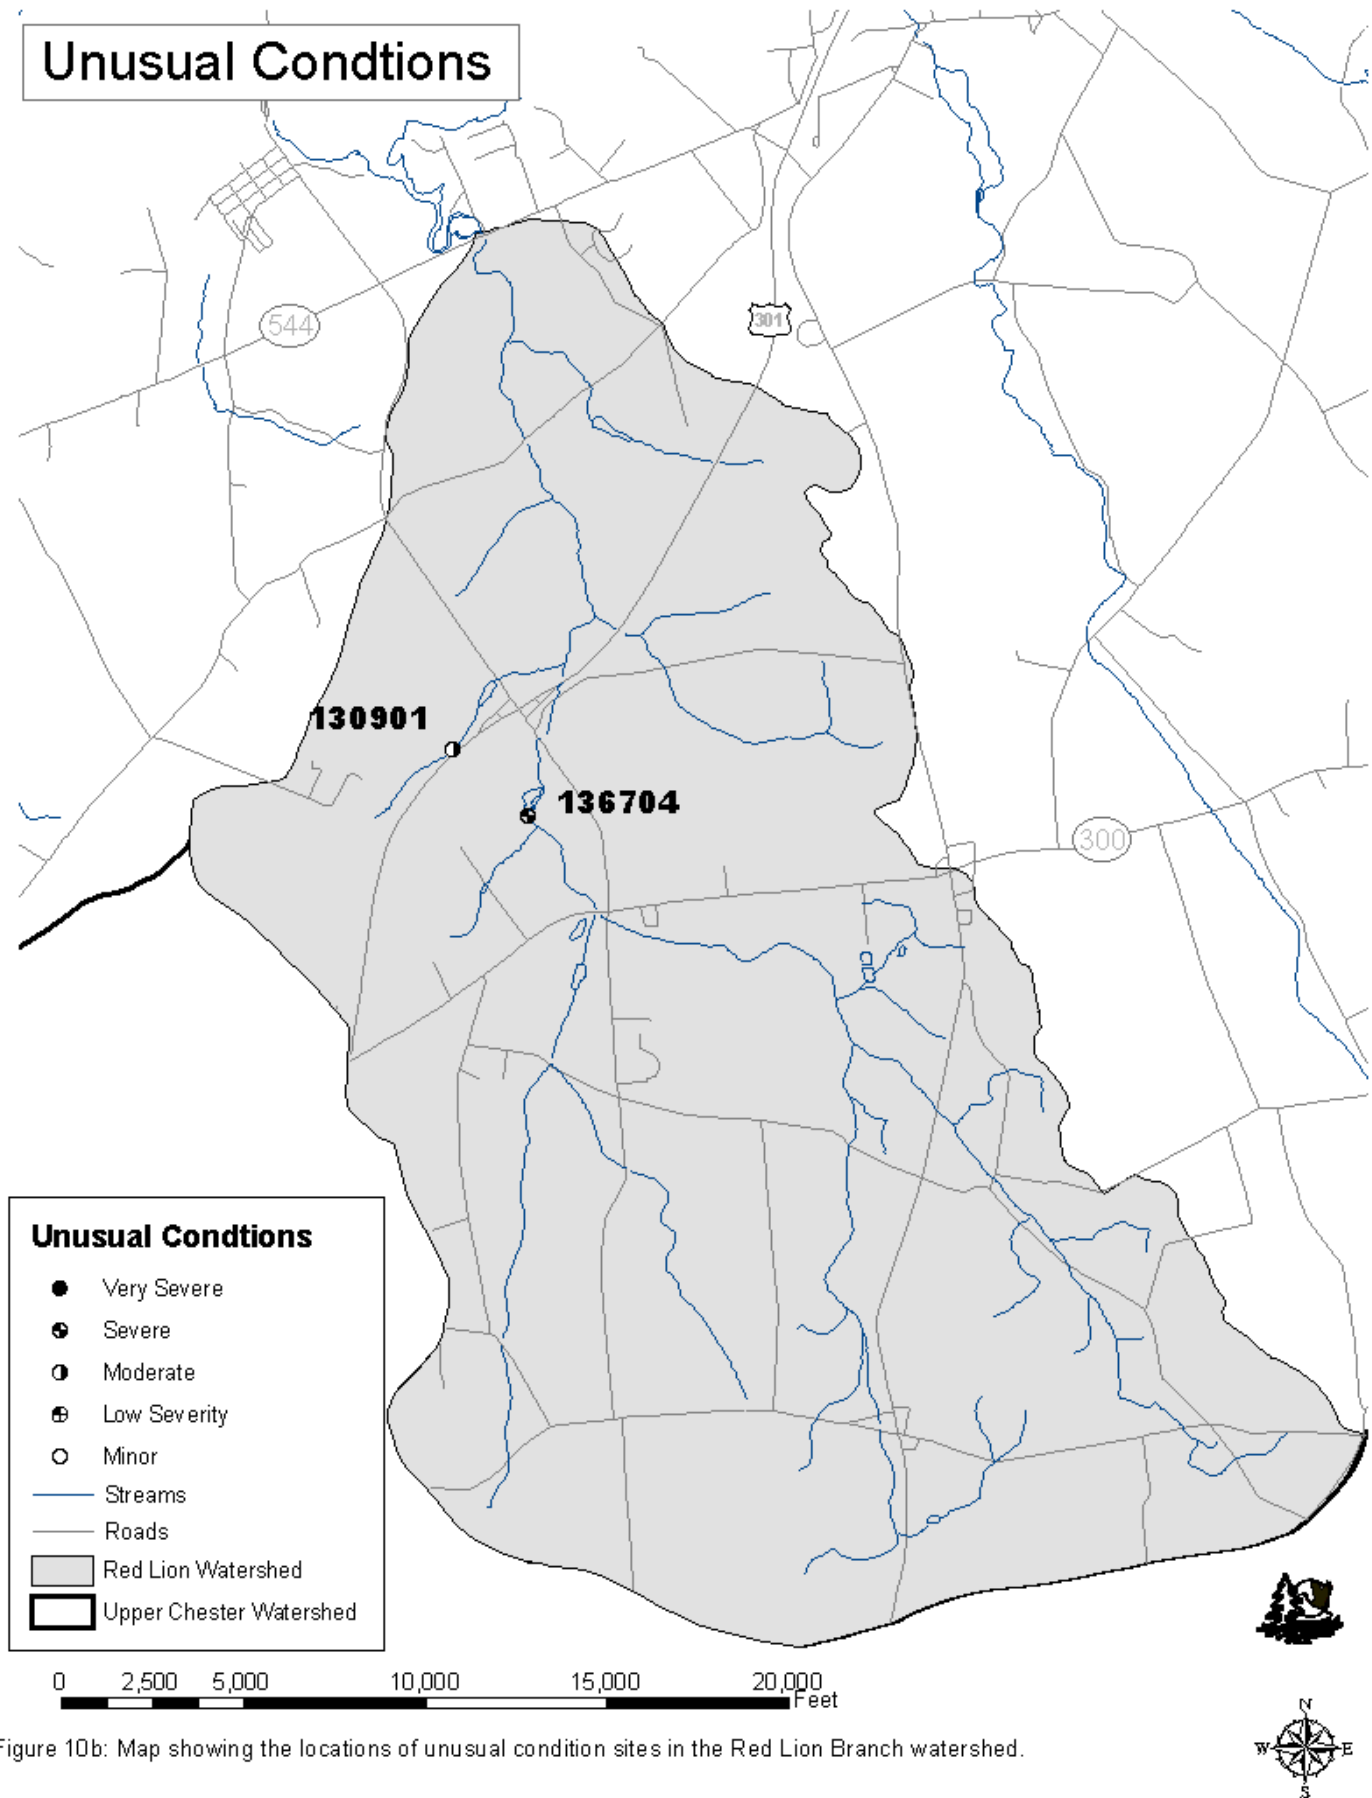 Unusual Condtions
544
301
130901
136704
300
Unusual Condtions
Very Severe
Severe
Moderate
Low Severity
Minor
Streams
Roads
Red Lion Watershed
Upper Chester Watershed
0 2,500 5,000 10,000 15,000 20,000
Feet
N
W E
S
Figure 10b: Map showing the locations of unusual condition sites in the Red Lion Branch watershed.